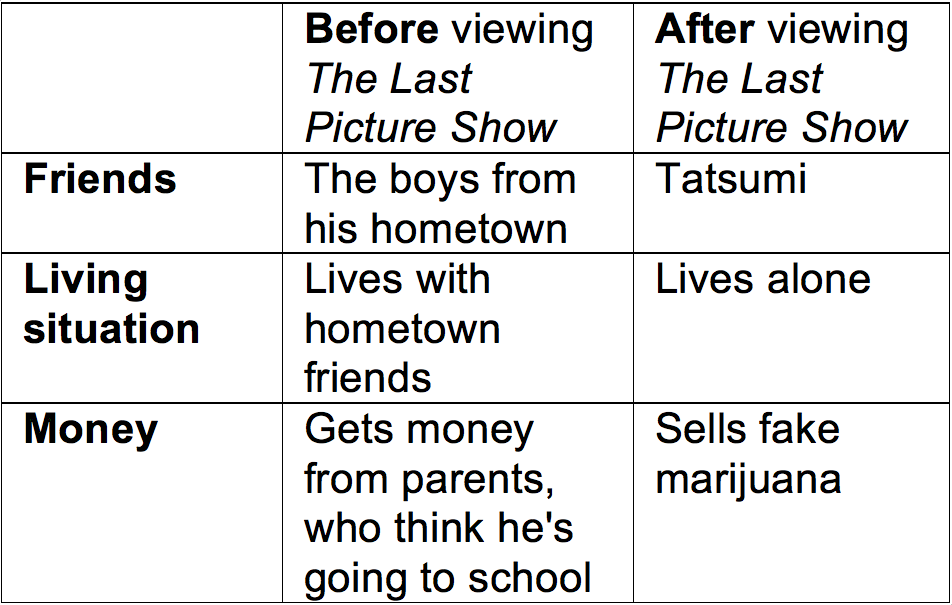 Before viewing
The Last
Picture Show
After viewing
The Last
Picture Show
Friends
The boys from
his hometown
Tatsumi
Living
situation
Lives with
hometown
friends
Lives alone
Money
Gets money
from parents,
who think he's
going to school
Sells fake
marijuana